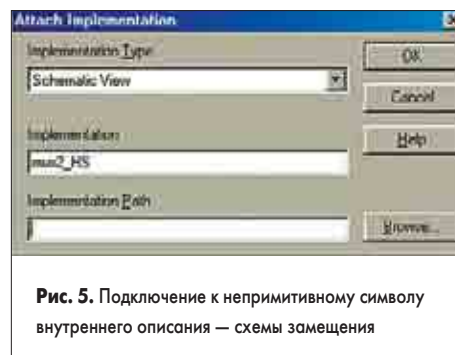 Attach Implementation
Implementation Type
OK
Schematic View
Cancel
Implementation
Help
mux2_HS
Implementation Path
Browse...
Рис. 5. Подключение к непримитивному символу
внутреннего описания — схемы замещения